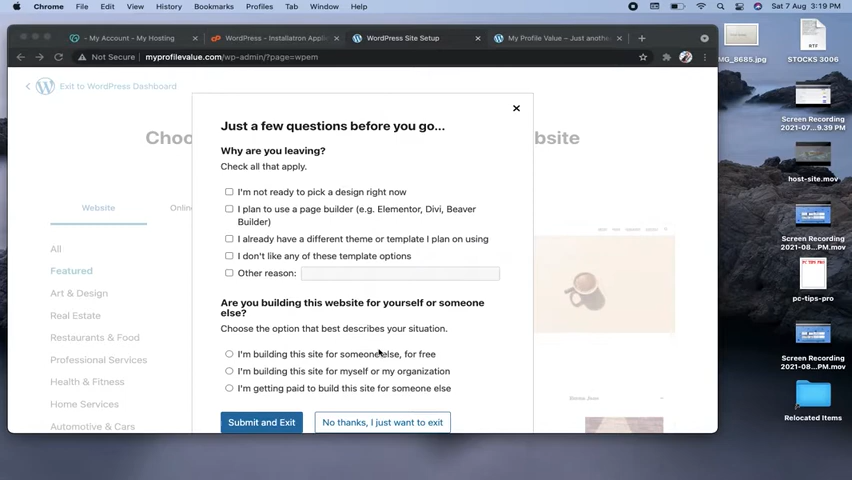 Chrome File Edit View History Bookmarks Profiles Tab Window Help
Sat 7 Aug 3:19 PM
My Account - My Hosting
WordPress - Installatron Applic
WordPress Site Setup
My Profile Value – Just anothe
Not Secure myprofilevalue.com/wp-admin/?page=wpem
Exit to WordPress Dashboard
Choo
bsite
Website
Onlin
All
Featured
Art & Design
Real Estate
Restaurants & Food
Professional Services
Health & Fitness
Home Services
Automotive & Cars
Just a few questions before you go...
Why are you leaving?
Check all that apply.
I'm not ready to pick a design right now
I plan to use a page builder (e.g. Elementor, Divi, Beaver
Builder)
I already have a different theme or template I plan on using
I don't like any of these template options
Other reason:
Are you building this website for yourself or someone
else?
Choose the option that best describes your situation.
I'm building this site for someone else, for free
I'm building this site for myself or my organization
I'm getting paid to build this site for someone else
Submit and Exit
No thanks, I just want to exit
MG_8685.jpg
RTF
STOCKS 3006
Screen Recording
2021-07...9.39 PM
host-site.mov
Screen Recording
2021-08....PM.mov
PC TIPS PRO
pc-tips-pro
Screen Recording
2021-08....PM.mov
Relocated Items